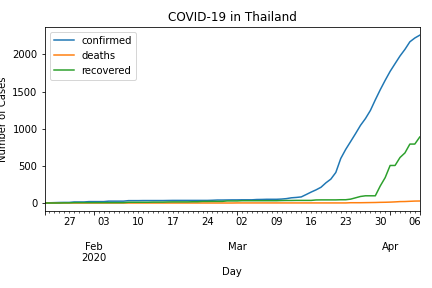 COVID-19 in Thailand
confirmed
deaths
recovered
Number of Cases
2000
1500
1000
500
0
27 03 10 17 24 02 09 16 23 30 06
Feb Mar Apr
2020
Day